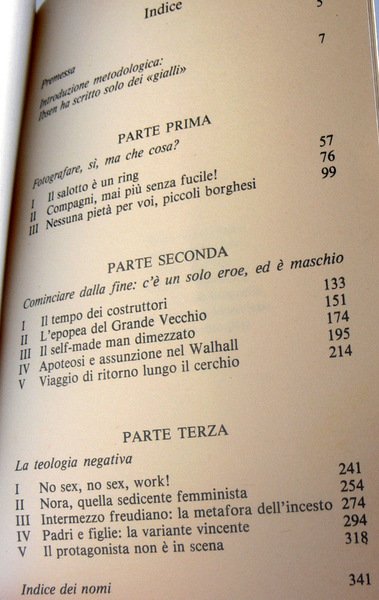 Indice
Premessa 5
Introduzione metodologica:
Ibsen ha scritto solo dei «gialli» 7
PARTE PRIMA
Fotografare, sì, ma che cosa?
I Il salotto è un ring 57
II Compagni, mai più senza fucile! 76
III Nessuna pietà per voi, piccoli borghesi 99
PARTE SECONDA
Cominciare dalla fine: c'è un solo eroe, ed è maschio
I Il tempo dei costruttori 133
II L'epopea del Grande Vecchio 151
III Il self-made man dimezzato 174
IV Apoteosi e assunzione nel Walhall 195
V Viaggio di ritorno lungo il cerchio 214
PARTE TERZA
La teologia negativa
I No sex, no sex, work! 241
II Nora, quella sedicente femminista 254
III Intermezzo freudiano: la metafora dell'incesto 274
IV Padri e figlie: la variante vincente 294
V Il protagonista non è in scena 318
Indice dei nomi 341